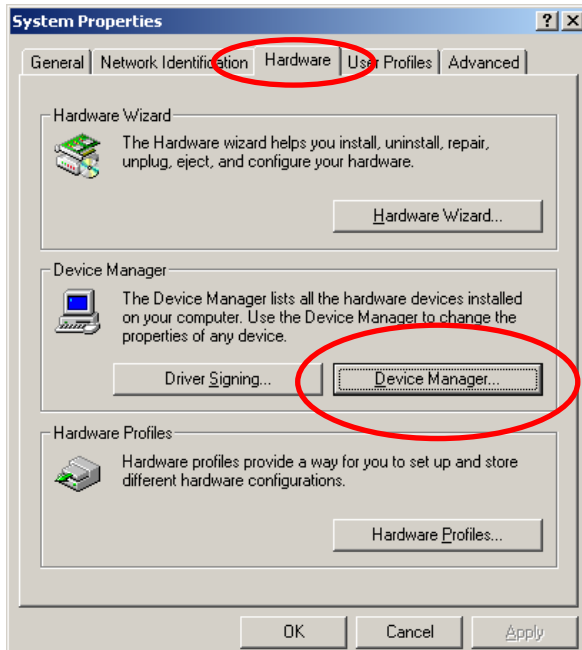 System Properties
General Network Identification Hardware User Profiles Advanced
Hardware Wizard
The Hardware wizard helps you install, uninstall, repair,
unplug, eject, and configure your hardware.
Hardware Wizard...
Device Manager
The Device Manager lists all the hardware devices installed
on your computer. Use the Device Manager to change the
properties of any device.
Driver Signing... Device Manager...
Hardware Profiles
Hardware profiles provide a way for you to set up and store
different hardware configurations.
Hardware Profiles...
OK Cancel Apply